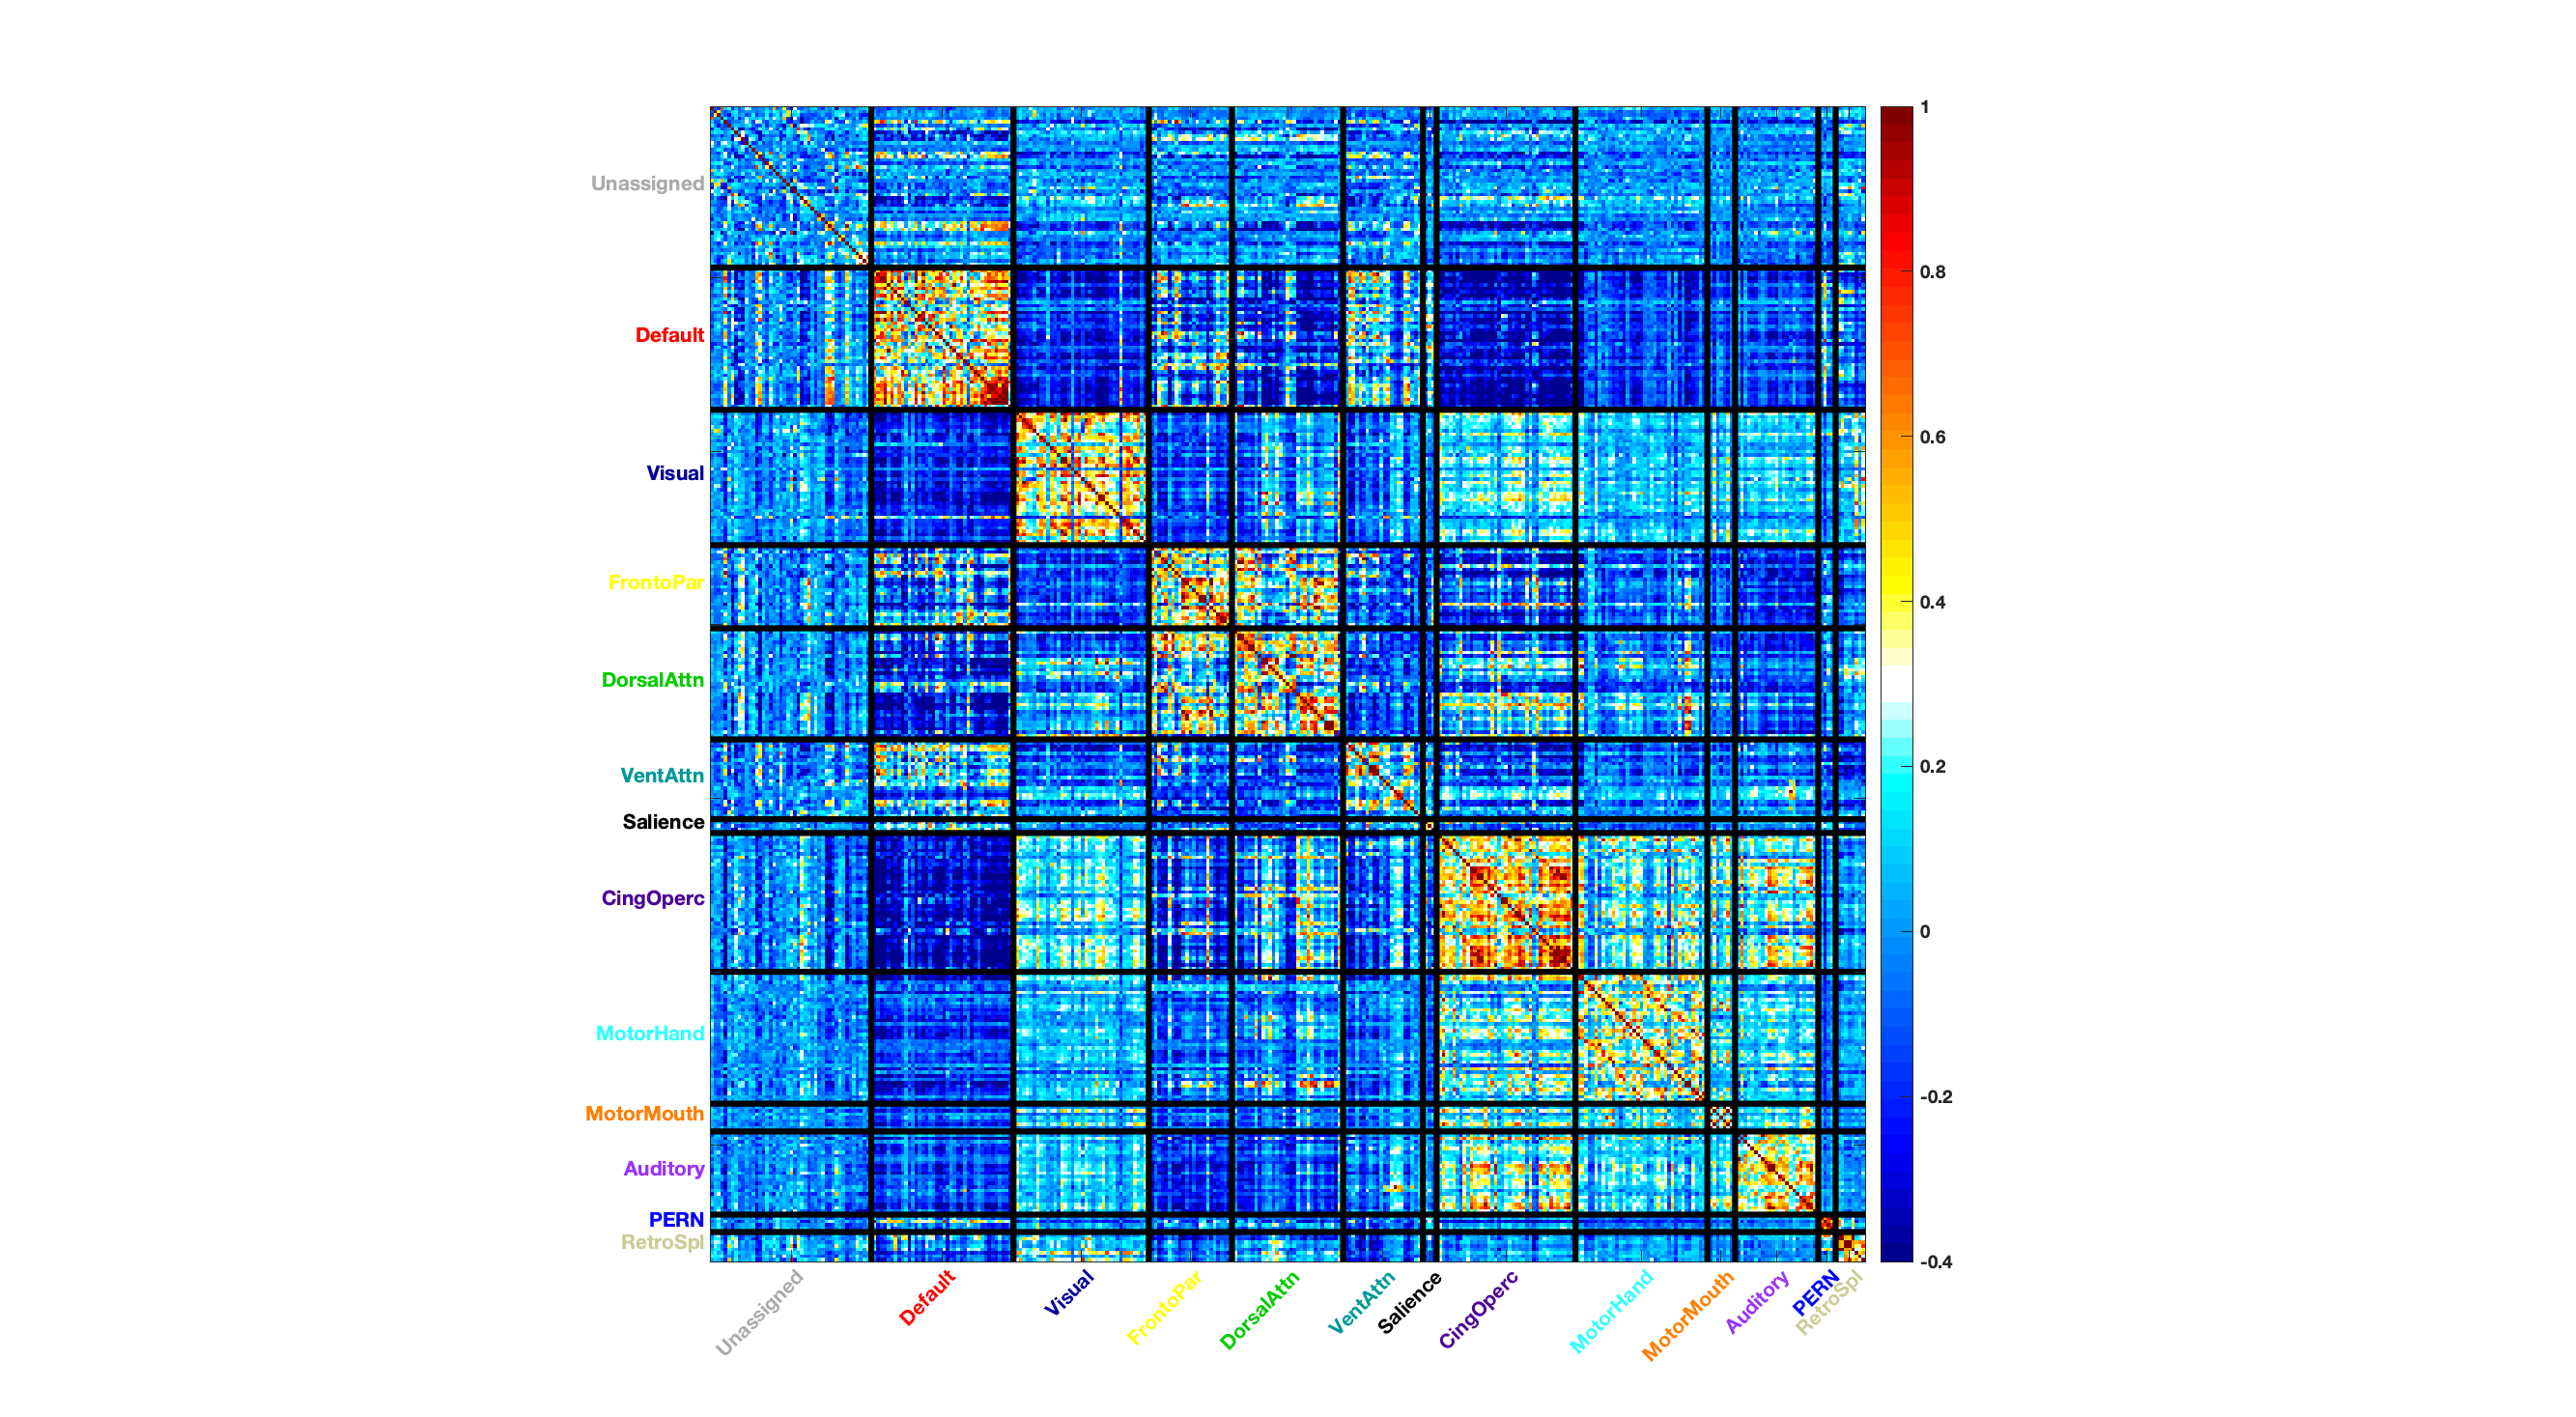 Unassigned
Default
Visual
FrontoPar
DorsalAttn
VentAttn
Salience
CingOperc
MotorHand
MotorMouth
Auditory
PERN
RetroSpl
Unassigned
Default
Visual
FrontoPar
DorsalAttn
VentAttn
Salience
CingOperc
MotorHand
MotorMouth
Auditory
PERN
RetroSpl
1
0.8
0.6
0.4
0.2
0
-0.2
-0.4